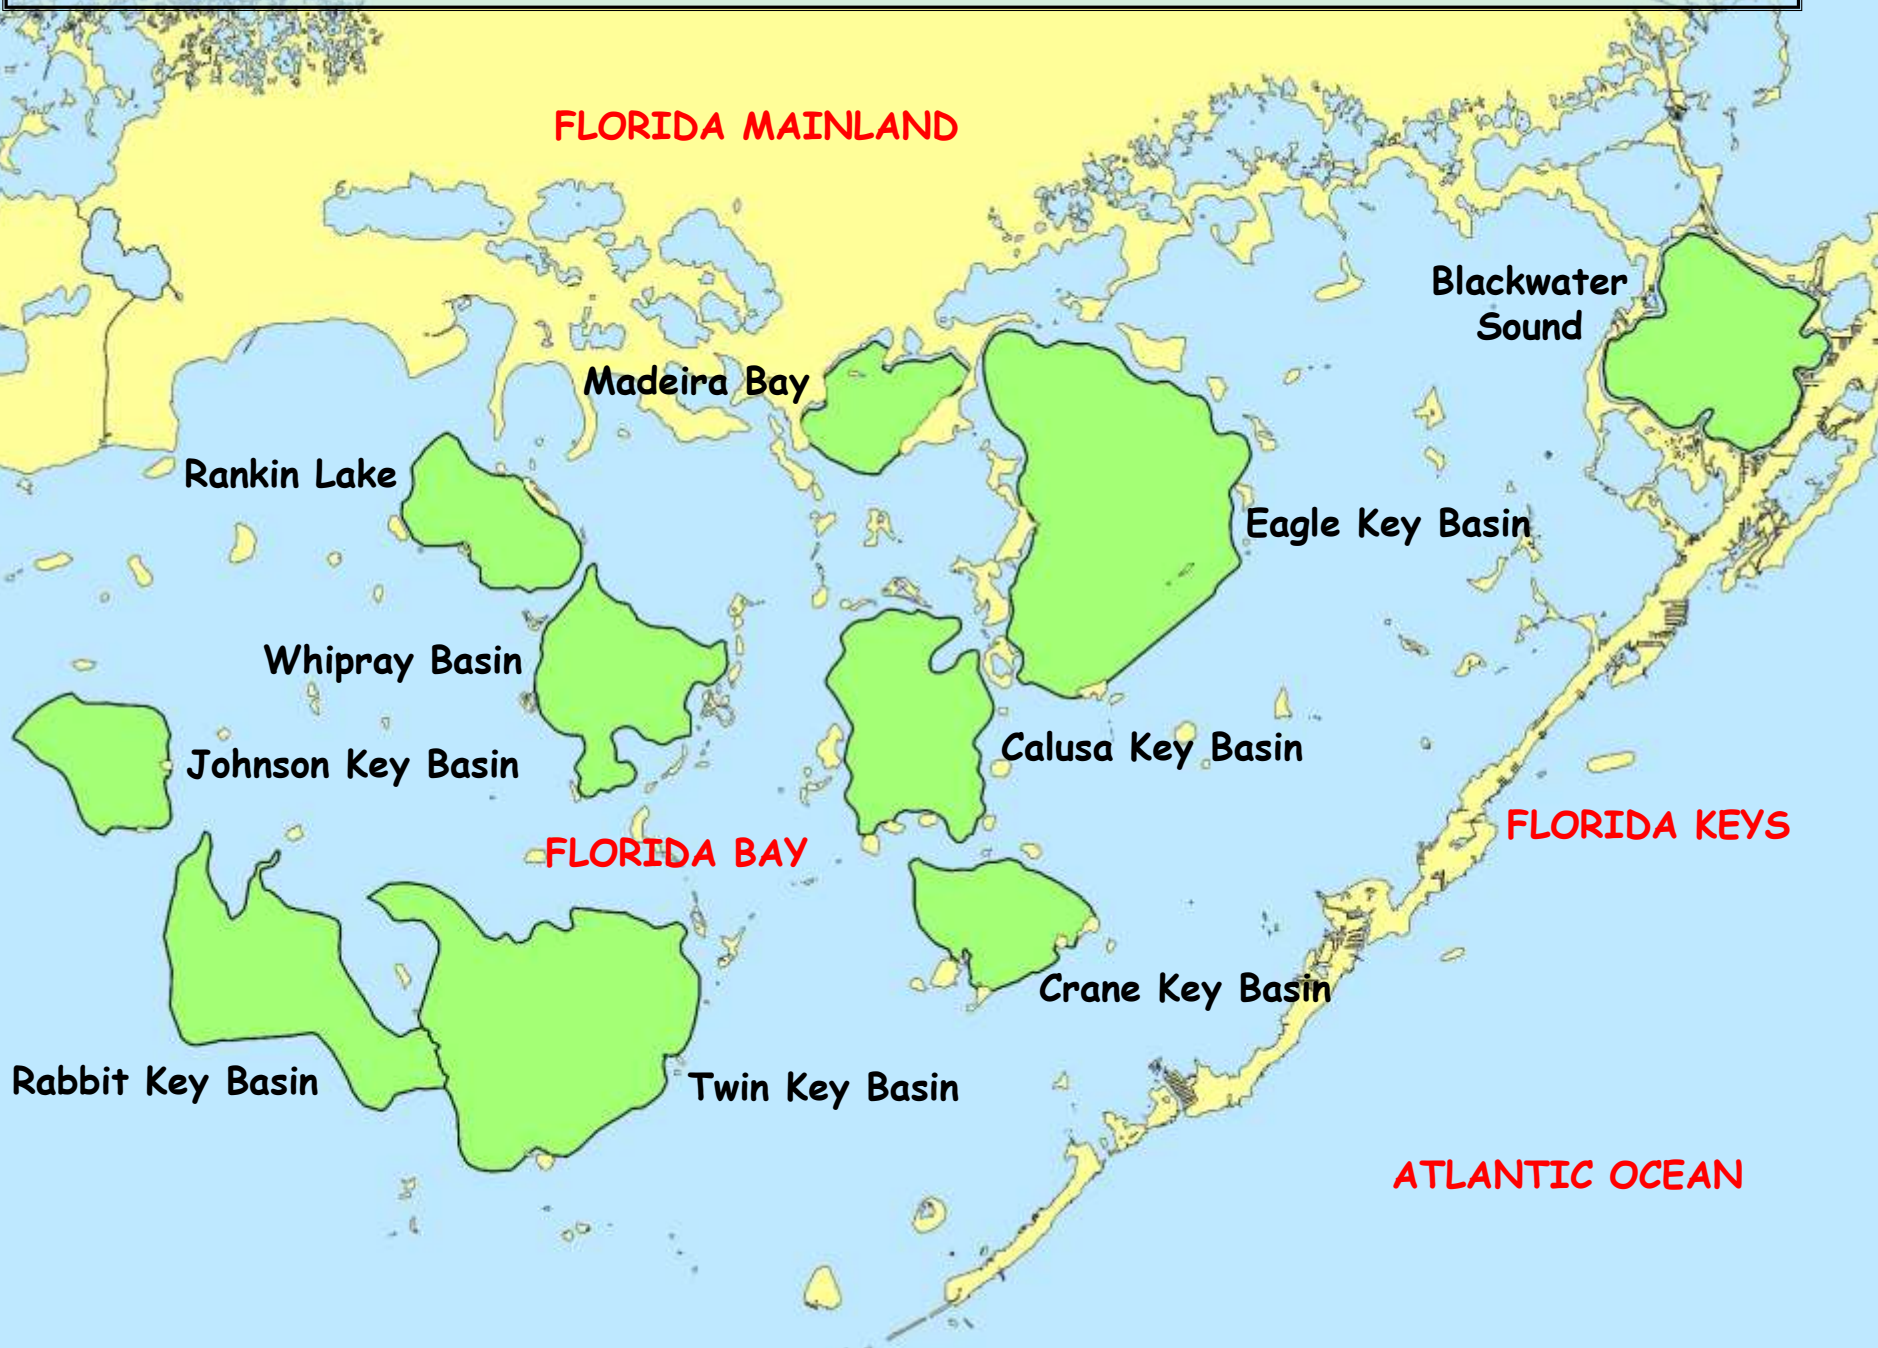 FLORIDA MAINLAND
Blackwater
Sound
Madeira Bay
Rankin Lake
Eagle Key Basin
Whipray Basin
Calusa Key Basin
Johnson Key Basin
FLORIDA KEYS
FLORIDA BAY
Crane Key Basin
Rabbit Key Basin
Twin Key Basin
ATLANTIC OCEAN